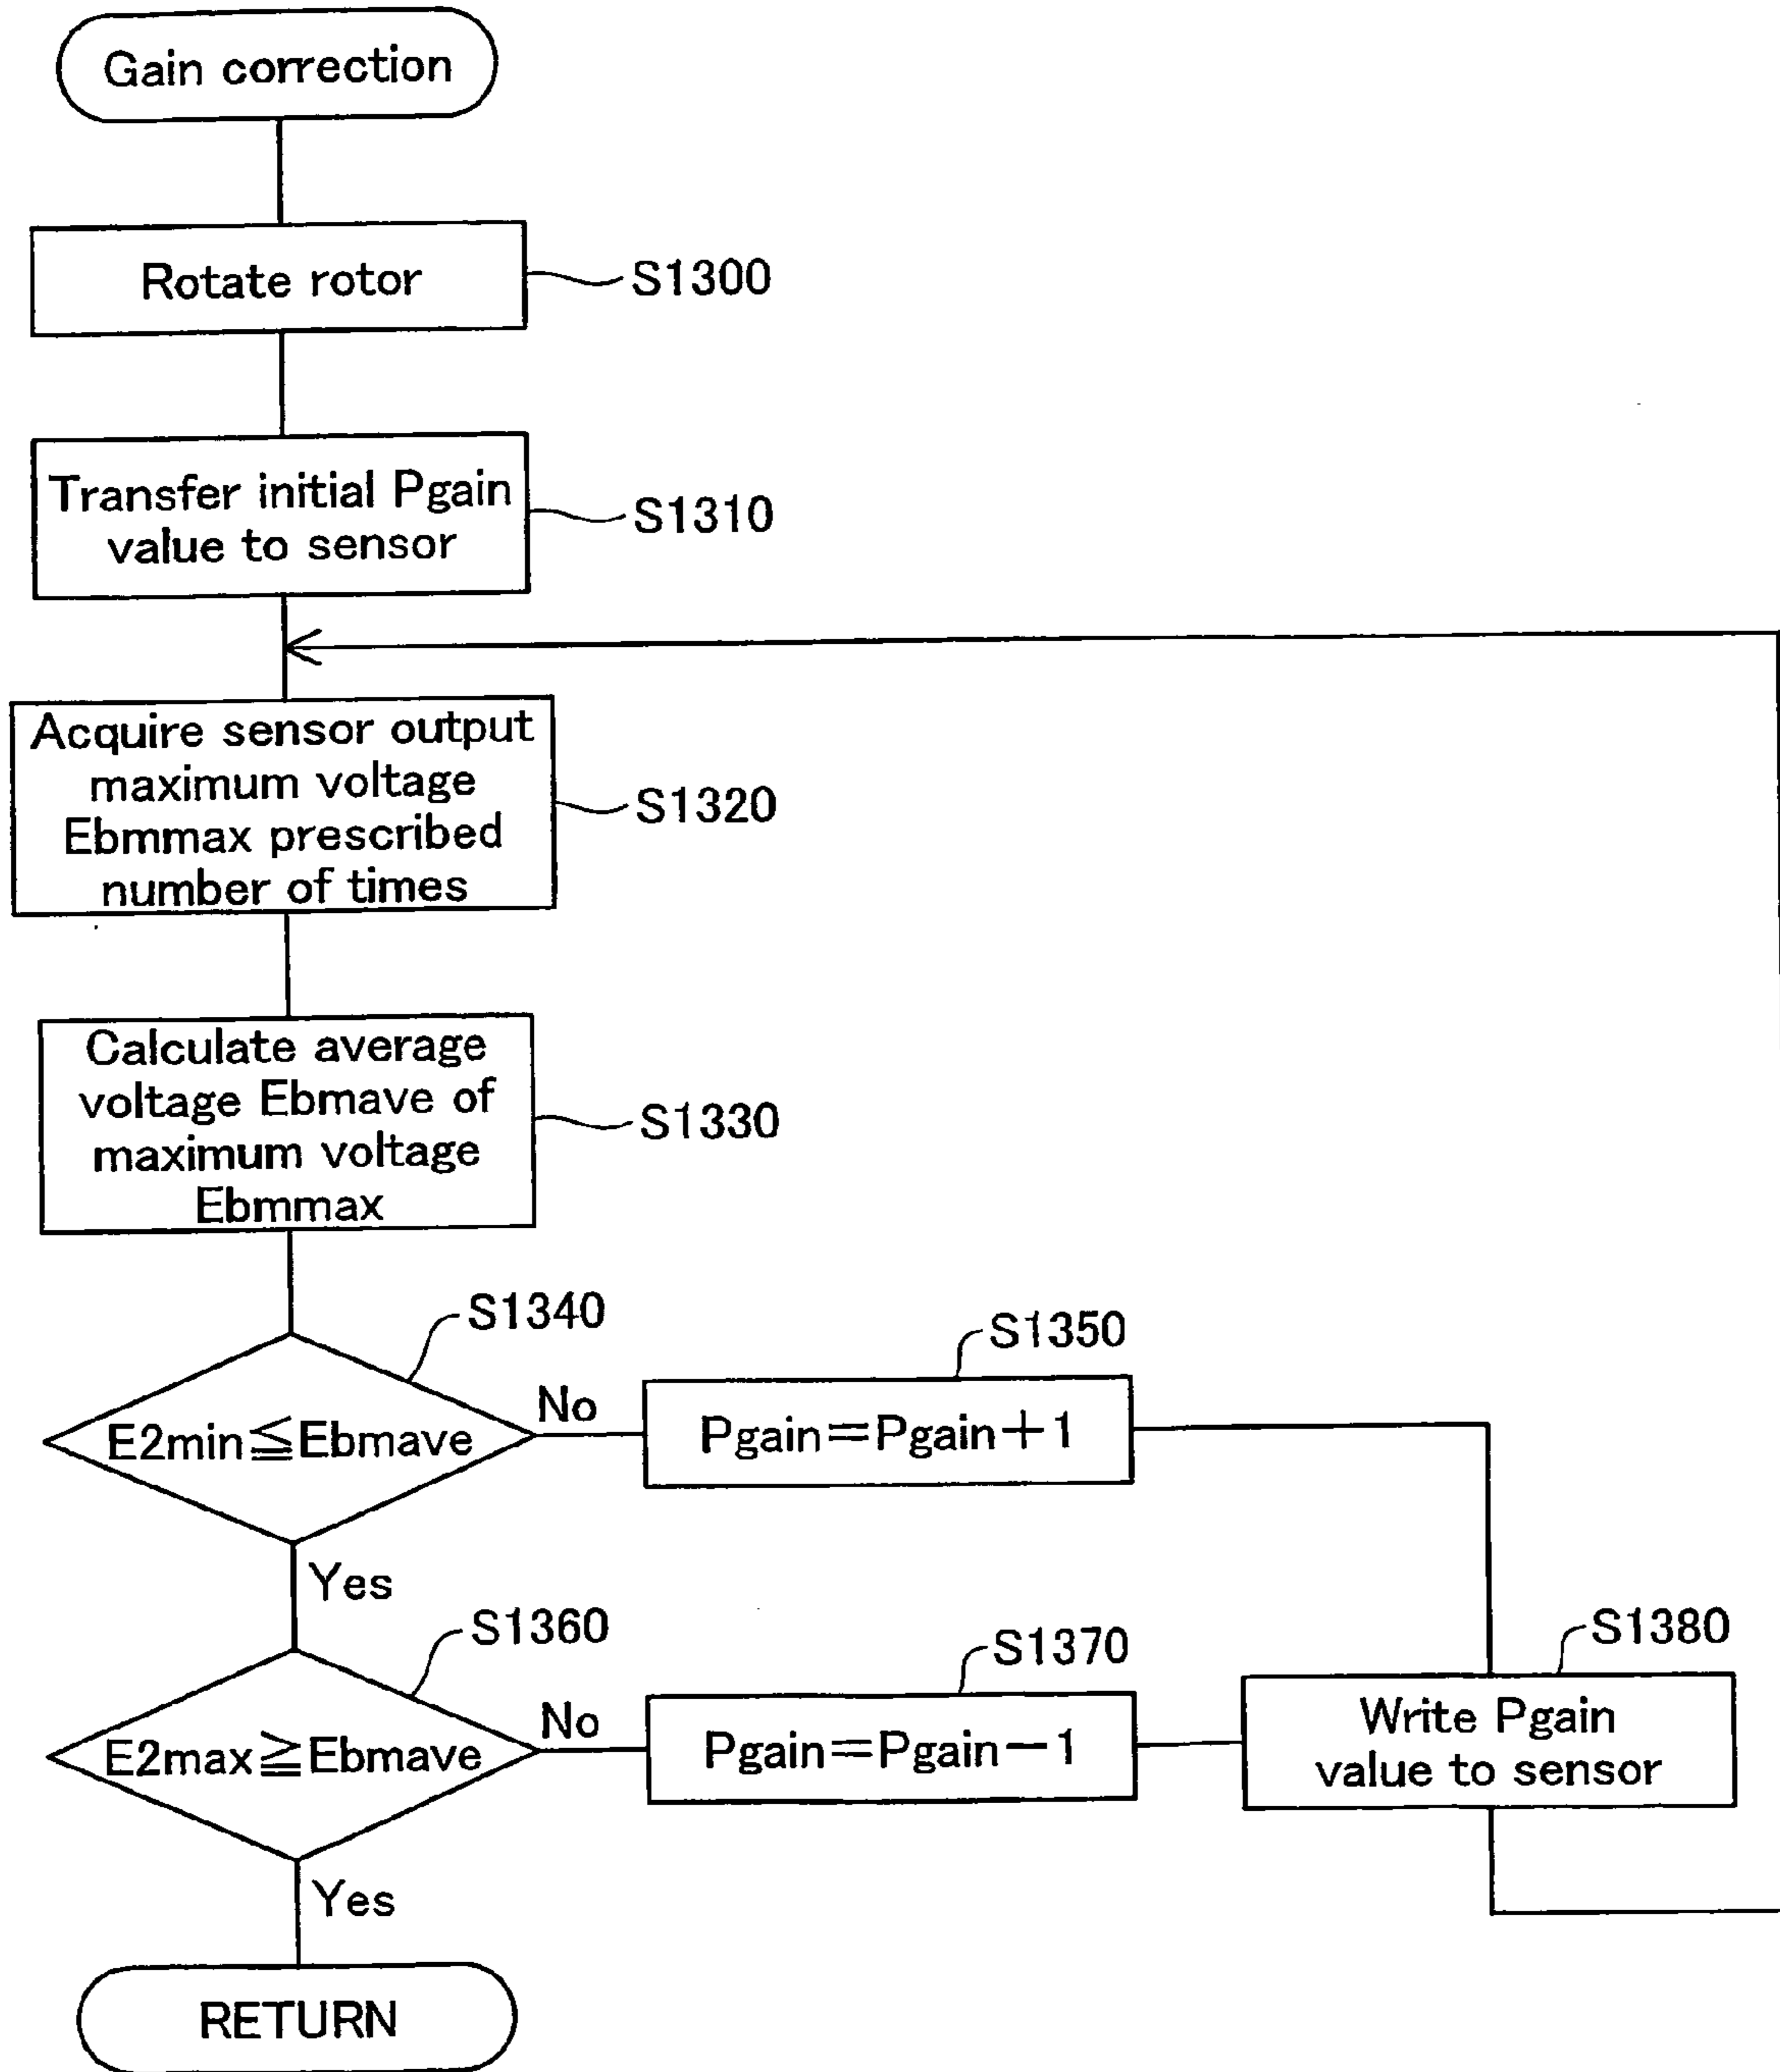 Gain correction
Rotate rotor
S1300
Transfer initial Pgain
value to sensor
S1310
Acquire sensor output
maximum voltage
Ebmmax prescribed
number of times
S1320
Calculate average
voltage Ebmave of
maximum voltage
Ebmmax
S1330
S1340
E2min≦Ebmave
No
Yes
S1350
Pgain=Pgain+1
S1360
E2max≧Ebmave
No
Yes
S1370
Pgain=Pgain−1
S1380
Write Pgain
value to sensor
RETURN